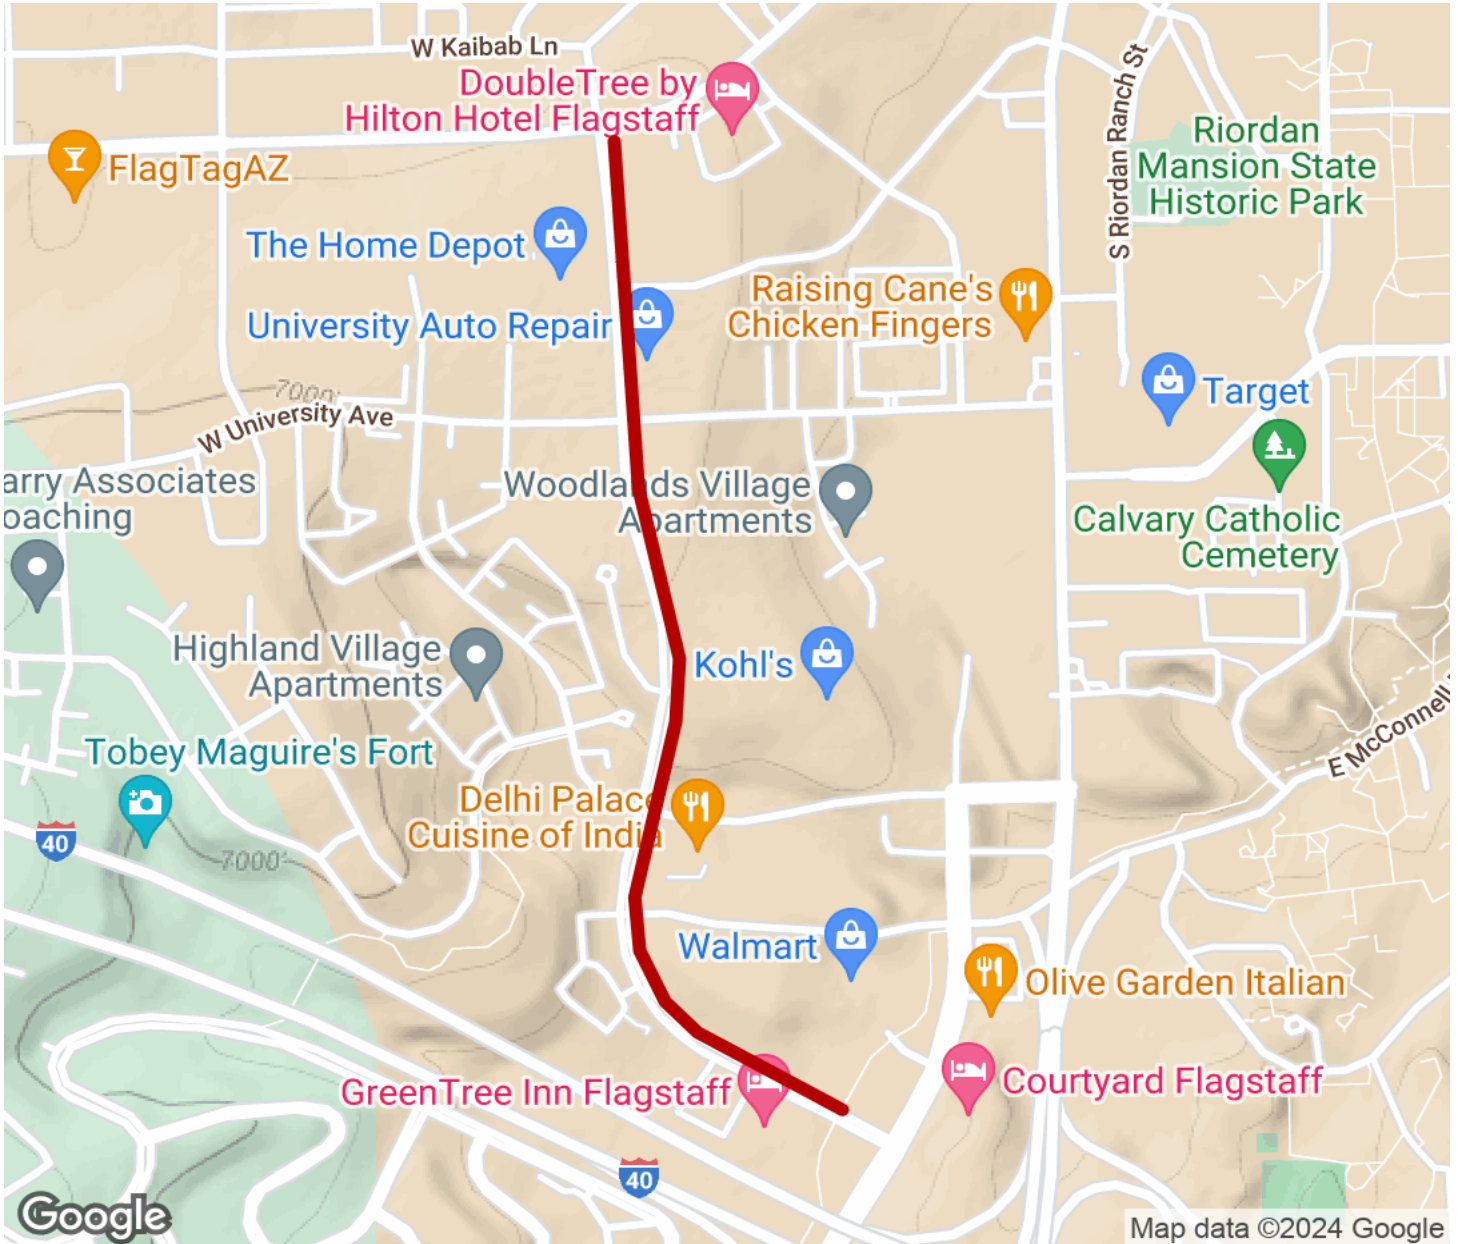 W Kaibab Ln
DoubleTree by
Hilton Hotel Flagstaff
S Riordan Ranch St
Riordan
Mansion State
Historic Park
FlagTagAZ
The Home Depot
Raising Cane's
Chicken Fingers
University Auto Repair
7000'
W University Ave
Target
arry Associates
oaching
Woodlands Village
Apartments
Calvary Catholic
Cemetery
Highland Village
Apartments
Kohl's
E McConnell
Tobey Maguire's Fort
Delhi Palace
Cuisine of India
40
7000'
Walmart
Olive Garden Italian
GreenTree Inn Flagstaff
Courtyard Flagstaff
40
Google
Map data ©2024 Google